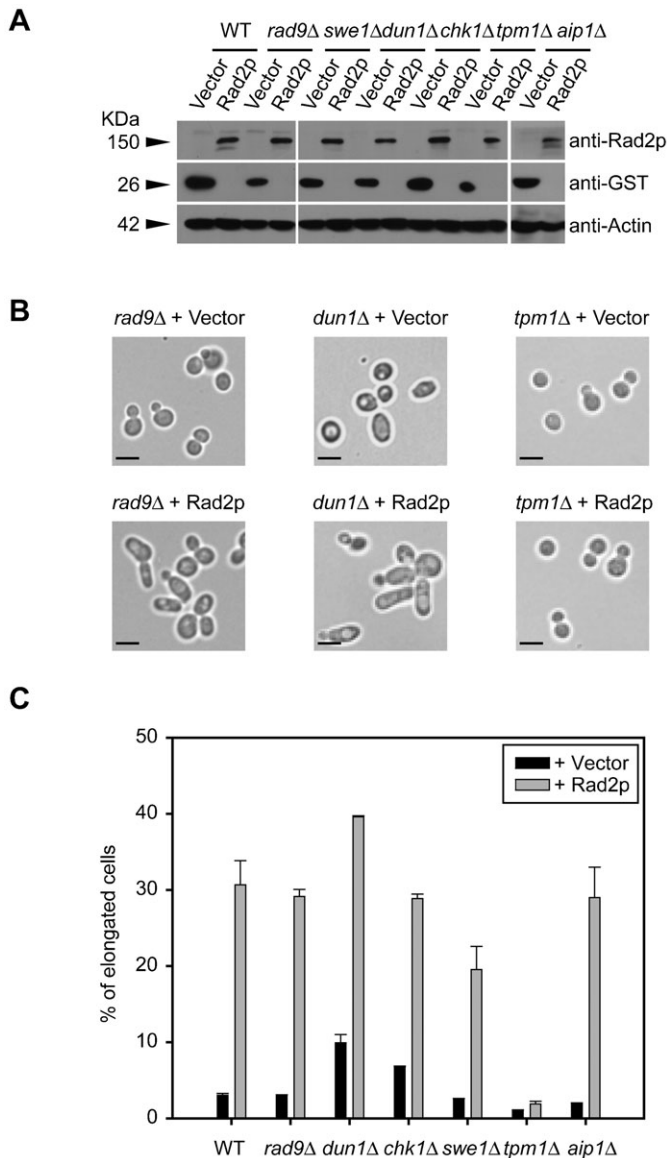 A
WT rad9Δ swe1Δ dun1Δ chk1Δ tpm1Δ aip1Δ
Vector Rad2p Vector Rad2p Vector Rad2p Vector Rad2p Vector Rad2p Vector Rad2p Vector Rad2p
KDa
150 anti-Rad2p
26 anti-GST
42 anti-Actin
B
rad9Δ + Vector dun1Δ + Vector tpm1Δ + Vector
rad9Δ + Rad2p dun1Δ + Rad2p tpm1Δ + Rad2p
C
50
+ Vector
+ Rad2p
40
30
20
10
0
% of elongated cells
WT rad9Δ dun1Δ chk1Δ swe1Δ tpm1Δ aip1Δ